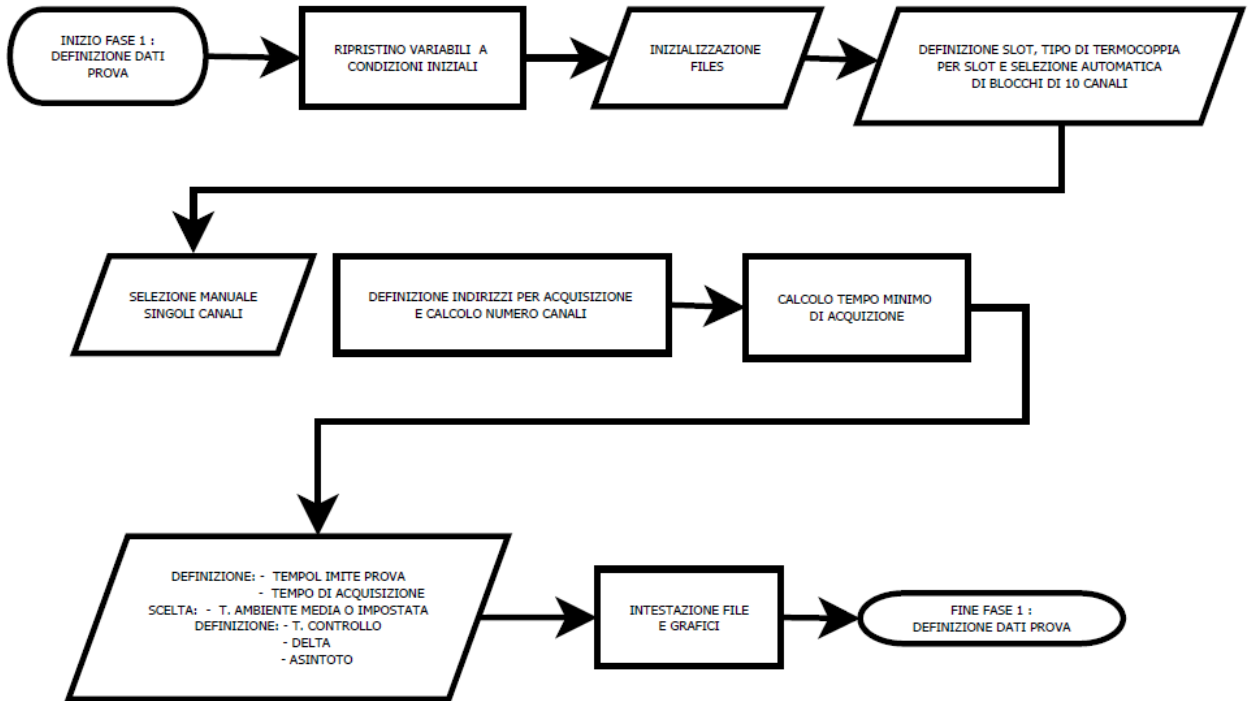 INIZIO FASE 1 :
DEFINIZIONE DATI
PROVA
RIPRISTINO VARIABILI A
CONDIZIONI INIZIALI
INIZIALIZZAZIONE
FILES
DEFINIZIONE SLOT, TIPO DI TERMOCOPPIA
PER SLOT E SELEZIONE AUTOMATICA
DI BLOCCHI DI 10 CANALI
SELEZIONE MANUALE
SINGOLI CANALI
DEFINIZIONE INDIRIZZI PER ACQUISIZIONE
E CALCOLO NUMERO CANALI
CALCOLO TEMPO MINIMO
DI ACQUIZIONE
DEFINIZIONE: - TEMPOL IMITE PROVA
- TEMPO DI ACQUISIZIONE
SCELTA: - T. AMBIENTE MEDIA O IMPOSTATA
DEFINIZIONE: - T. CONTROLLO
- DELTA
- ASINTOTO
INTESTAZIONE FILE
E GRAFICI
FINE FASE 1 :
DEFINIZIONE DATI PROVA